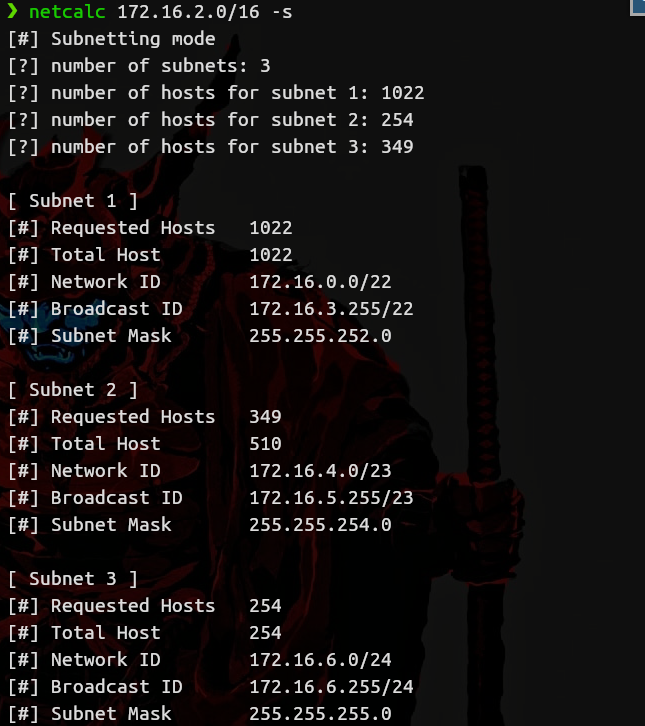 ❯ netcalc 172.16.2.0/16 -s
[#] Subnetting mode
[?] number of subnets: 3
[?] number of hosts for subnet 1: 1022
[?] number of hosts for subnet 2: 254
[?] number of hosts for subnet 3: 349
[ Subnet 1 ]
[#] Requested Hosts 1022
[#] Total Host 1022
[#] Network ID 172.16.0.0/22
[#] Broadcast ID 172.16.3.255/22
[#] Subnet Mask 255.255.252.0
[ Subnet 2 ]
[#] Requested Hosts 349
[#] Total Host 510
[#] Network ID 172.16.4.0/23
[#] Broadcast ID 172.16.5.255/23
[#] Subnet Mask 255.255.254.0
[ Subnet 3 ]
[#] Requested Hosts 254
[#] Total Host 254
[#] Network ID 172.16.6.0/24
[#] Broadcast ID 172.16.6.255/24
[#] Subnet Mask 255.255.255.0